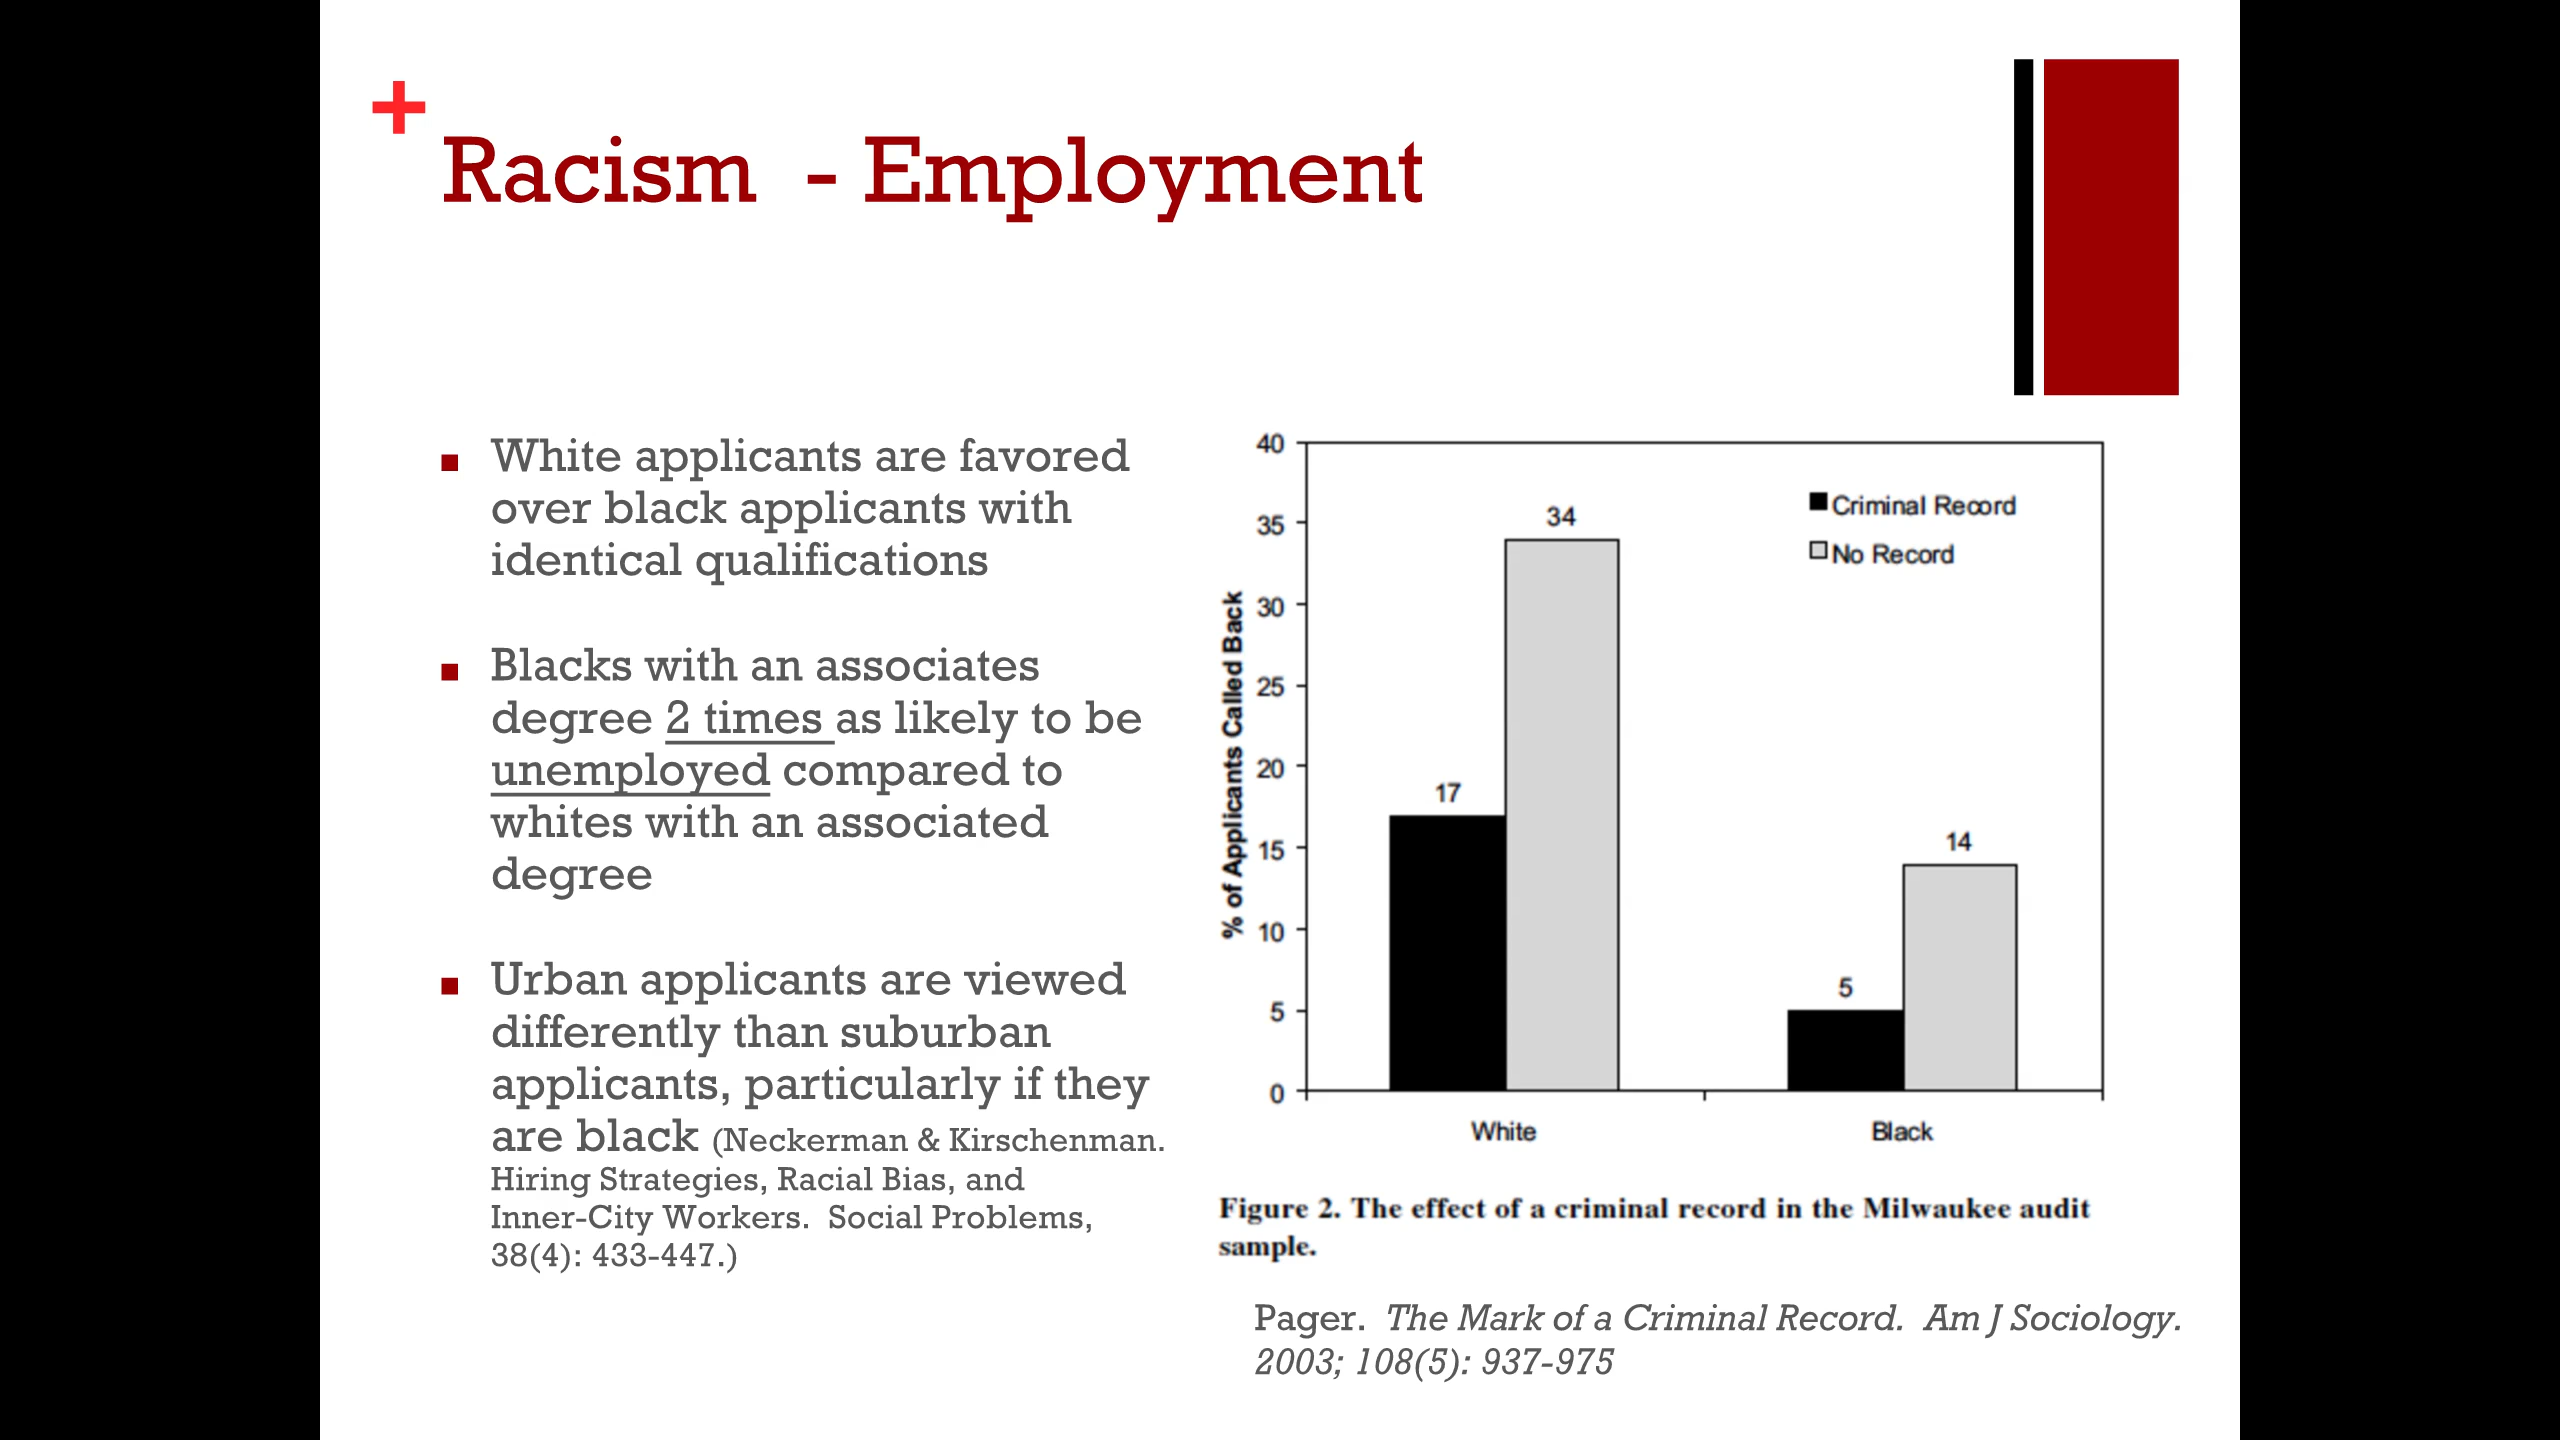 +
Racism - Employment
■ White applicants are favored
over black applicants with
identical qualifications
■ Blacks with an associates
degree 2 times as likely to be
unemployed compared to
whites with an associated
degree
■ Urban applicants are viewed
differently than suburban
applicants, particularly if they
are black (Neckerman & Kirschenman.
Hiring Strategies, Racial Bias, and
Inner-City Workers. Social Problems,
38(4): 433-447.)
% of Applicants Called Back
40
35
30
25
20
15
10
5
0
Criminal Record
No Record
17
34
5
14
White
Black
Figure 2. The effect of a criminal record in the Milwaukee audit
sample.
Pager. The Mark of a Criminal Record. Am J Sociology.
2003; 108(5): 937-975